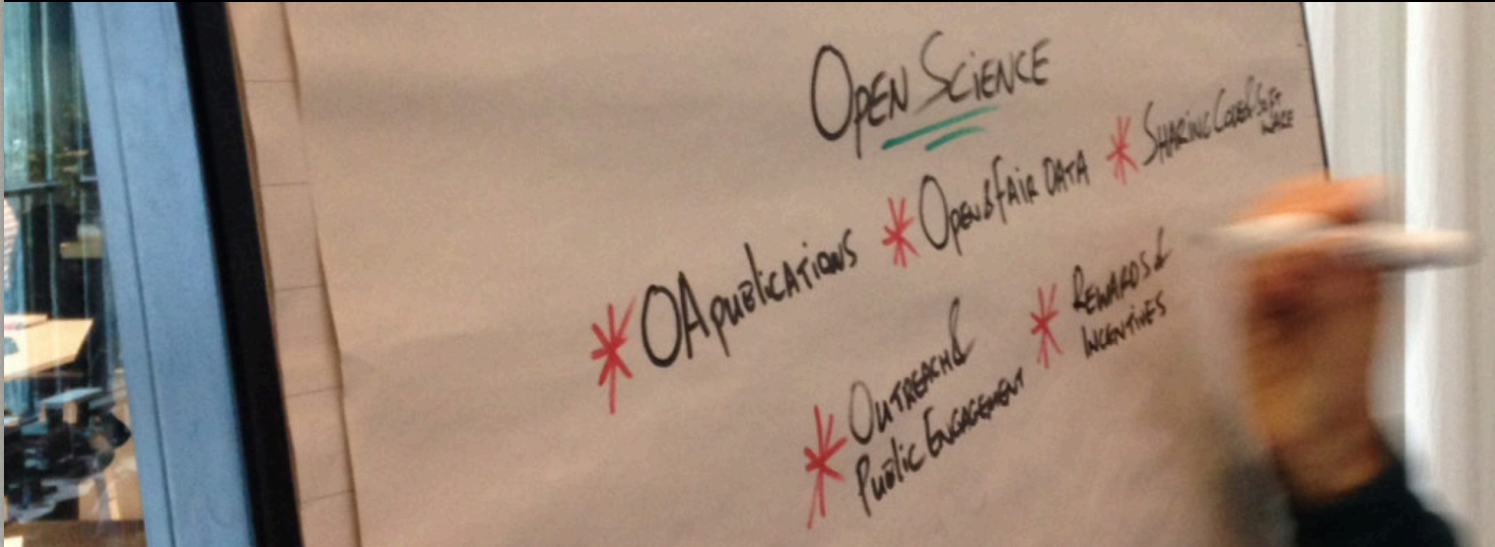 OPEN SCIENCE
* OA publications
* OPEN & FAIR DATA
* SHARING CODE & SOFT
WARE
* OUTREACH &
PUBLIC ENGAGEMENT
* REWARDS &
INCENTIVES